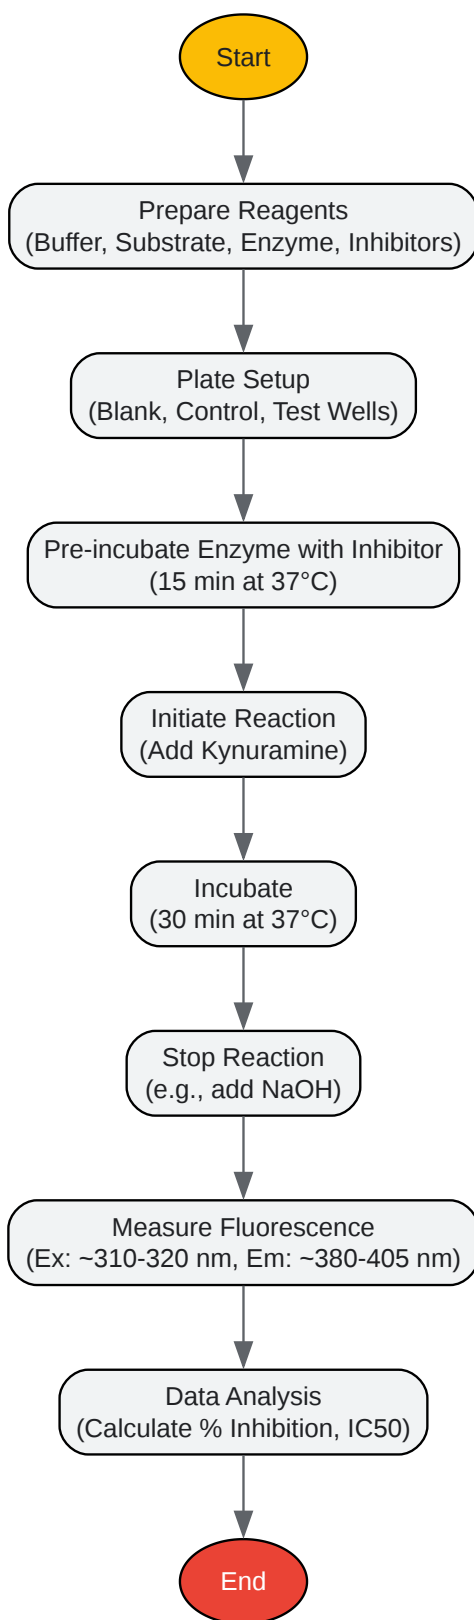 Start
Prepare Reagents
(Buffer, Substrate, Enzyme, Inhibitors)
Plate Setup
(Blank, Control, Test Wells)
Pre-incubate Enzyme with Inhibitor
(15 min at 37°C)
Initiate Reaction
(Add Kynuramine)
Incubate
(30 min at 37°C)
Stop Reaction
(e.g., add NaOH)
Measure Fluorescence
(Ex: ~310-320 nm, Em: ~380-405 nm)
Data Analysis
(Calculate % Inhibition, IC50)
End